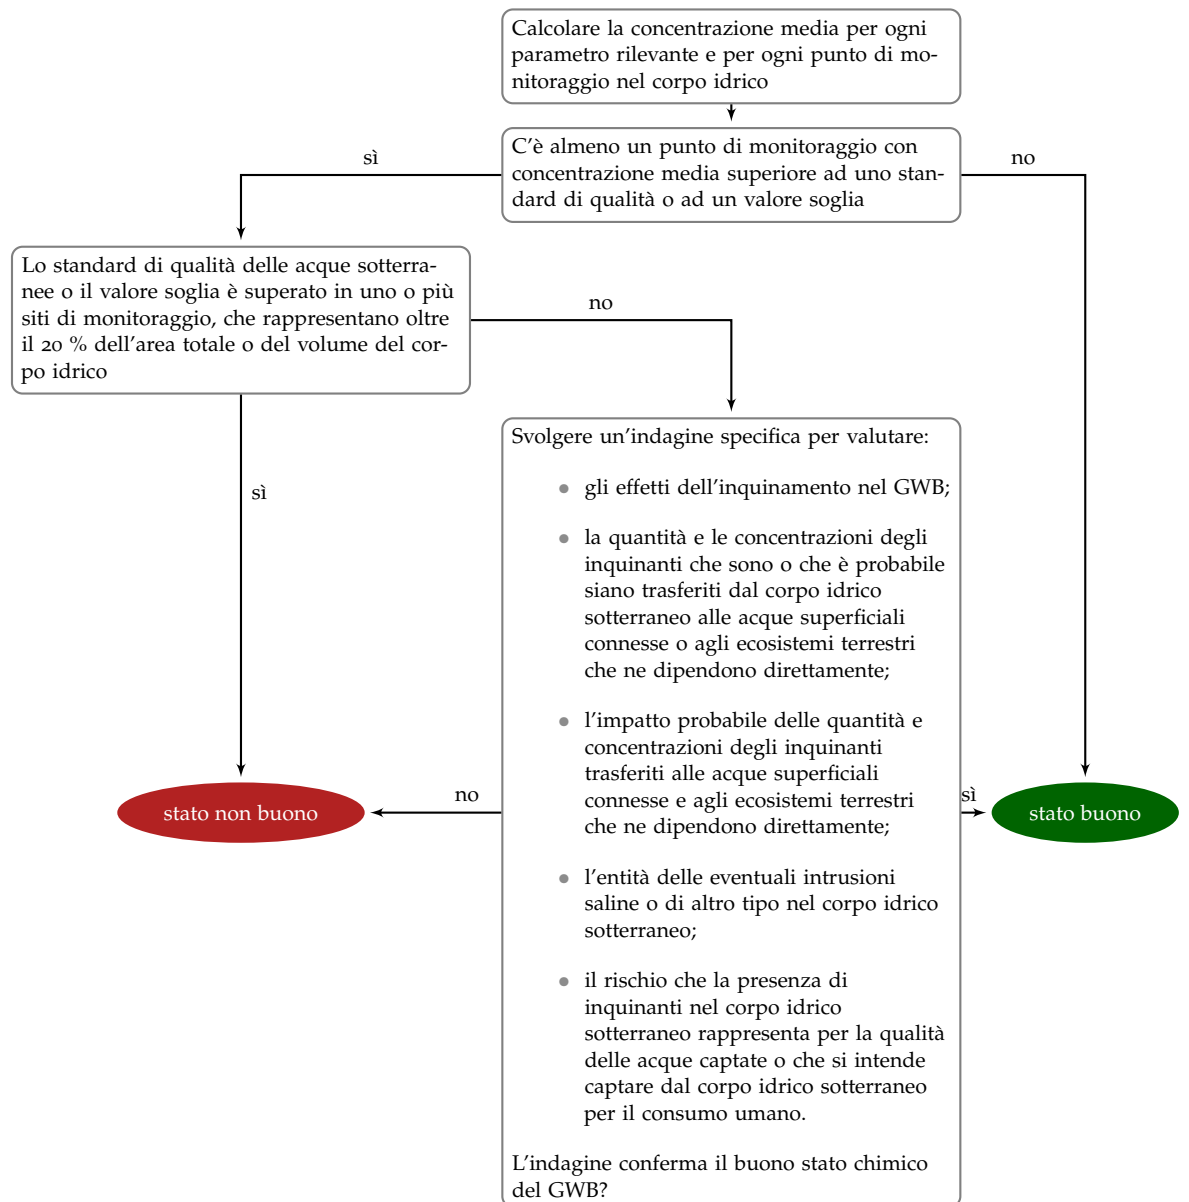 Calcolare la concentrazione media per ogni
parametro rilevante e per ogni punto di mo-
nitoraggio nel corpo idrico
C'è almeno un punto di monitoraggio con
concentrazione media superiore ad uno stan-
dard di qualità o ad un valore soglia
sì
no
Lo standard di qualità delle acque sotterra-
nee o il valore soglia è superato in uno o più
siti di monitoraggio, che rappresentano oltre
il 20 % dell'area totale o del volume del cor-
po idrico
no
sì
Svolgere un'indagine specifica per valutare:
• gli effetti dell'inquinamento nel GWB;
• la quantità e le concentrazioni degli
inquinanti che sono o che è probabile
siano trasferiti dal corpo idrico
sotterraneo alle acque superficiali
connesse o agli ecosistemi terrestri
che ne dipendono direttamente;
• l'impatto probabile delle quantità e
concentrazioni degli inquinanti
trasferiti alle acque superficiali
connesse e agli ecosistemi terrestri
che ne dipendono direttamente;
• l'entità delle eventuali intrusioni
saline o di altro tipo nel corpo idrico
sotterraneo;
• il rischio che la presenza di
inquinanti nel corpo idrico
sotterraneo rappresenta per la qualità
delle acque captate o che si intende
captare dal corpo idrico sotterraneo
per il consumo umano.
L'indagine conferma il buono stato chimico
del GWB?
no
stato non buono
sì
stato buono